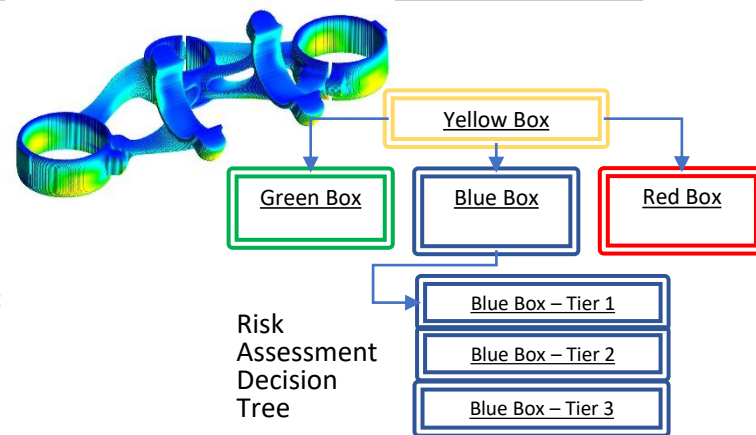 Yellow Box
Green Box
Blue Box
Red Box
Blue Box – Tier 1
Blue Box – Tier 2
Blue Box – Tier 3
Risk
Assessment
Decision
Tree